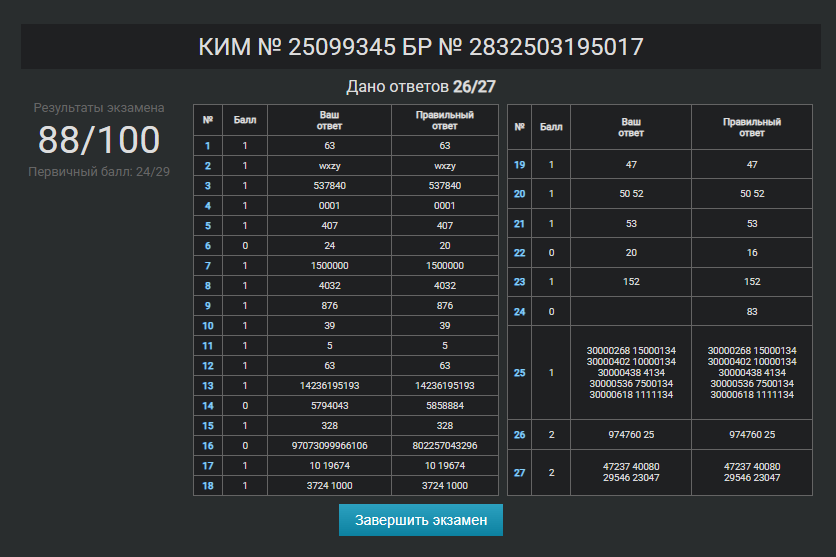 КИМ № 25099345 БР № 2832503195017
Дано ответов 26/27
Результаты экзамена
88/100
Первичный балл: 24/29
№ Балл Ваш ответ Правильный ответ
1 1 63 63
2 1 wxzy wxzy
3 1 537840 537840
4 1 0001 0001
5 1 407 407
6 0 24 20
7 1 1500000 1500000
8 1 4032 4032
9 1 876 876
10 1 39 39
11 1 5 5
12 1 63 63
13 1 14236195193 14236195193
14 0 5794043 5858884
15 1 328 328
16 0 97073099966106 802257043296
17 1 10 19674 10 19674
18 1 3724 1000 3724 1000
№ Балл Ваш ответ Правильный ответ
19 1 47 47
20 1 50 52 50 52
21 1 53 53
22 0 20 16
23 1 152 152
24 0 83
30000268 15000134 30000268 15000134
30000402 10000134 30000402 10000134
25 1 30000438 4134 30000438 4134
30000536 7500134 30000536 7500134
30000618 1111134 30000618 1111134
26 2 974760 25 974760 25
27 2 47237 40080 47237 40080
29546 23047 29546 23047
Завершить экзамен